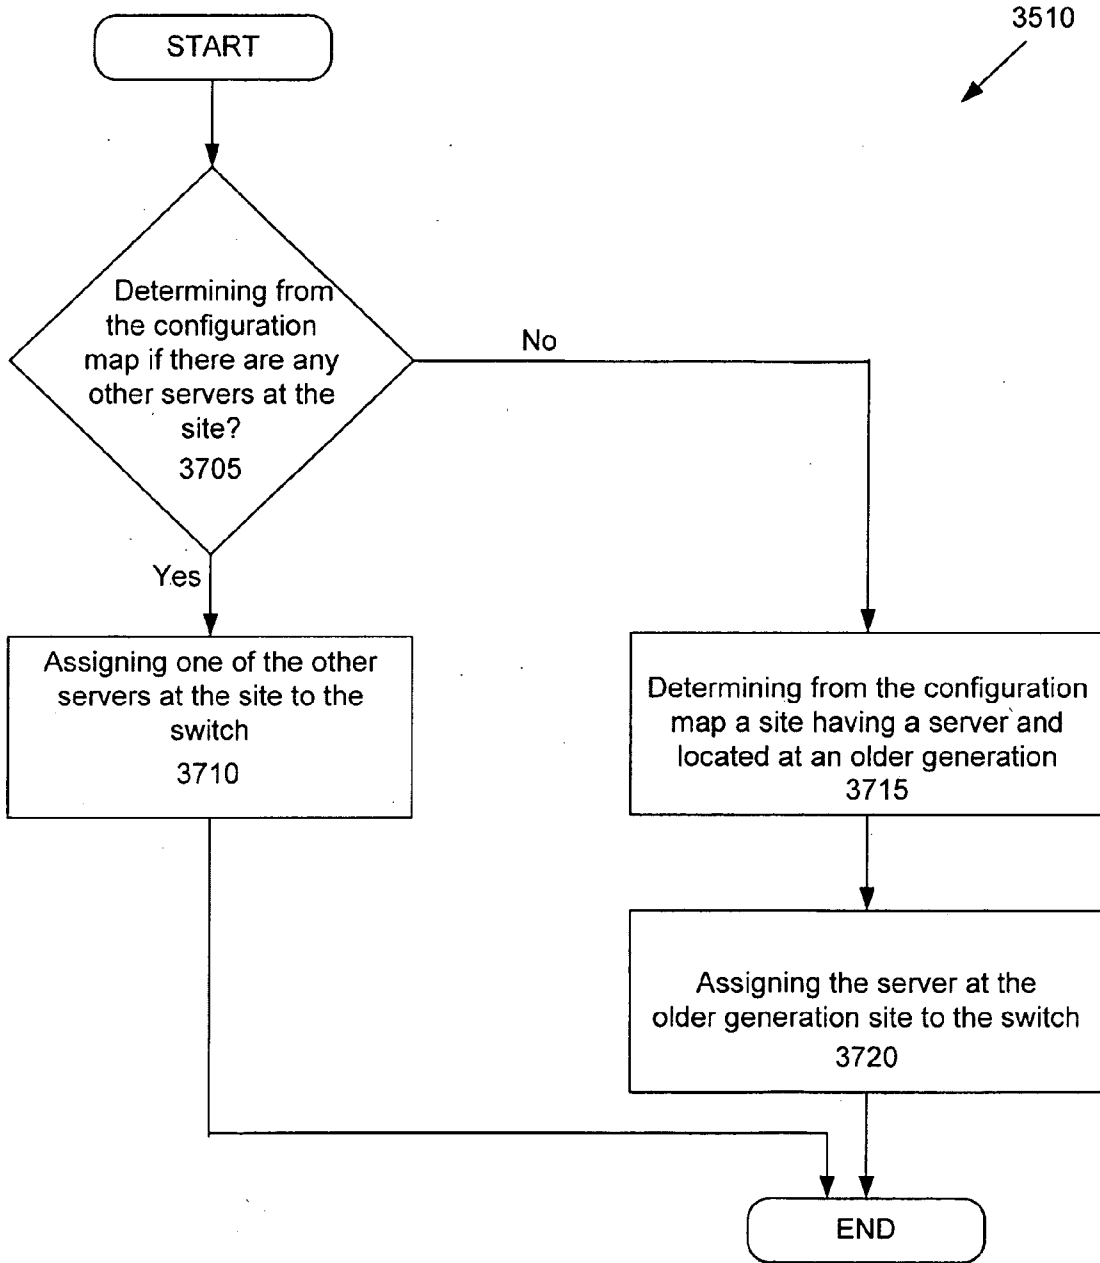 START
3510
Determining from
the configuration
map if there are any
other servers at the
site?
3705
No
Yes
Assigning one of the other
servers at the site to the
switch
3710
Determining from the configuration
map a site having a server and
located at an older generation
3715
Assigning the server at the
older generation site to the switch
3720
END